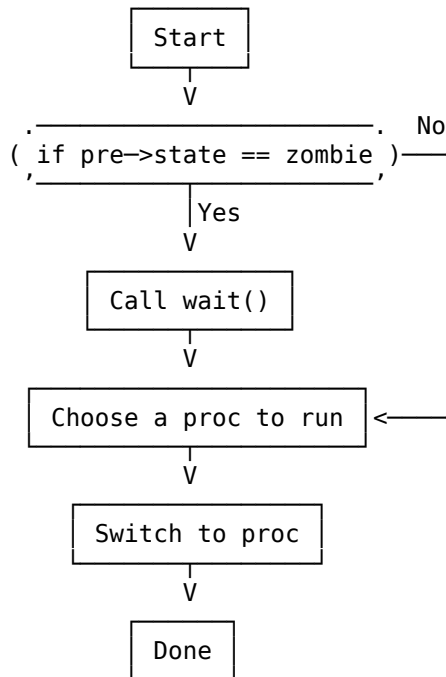 Start
No
if pre->state == zombie
Yes
Call wait()
Choose a proc to run
Switch to proc
Done